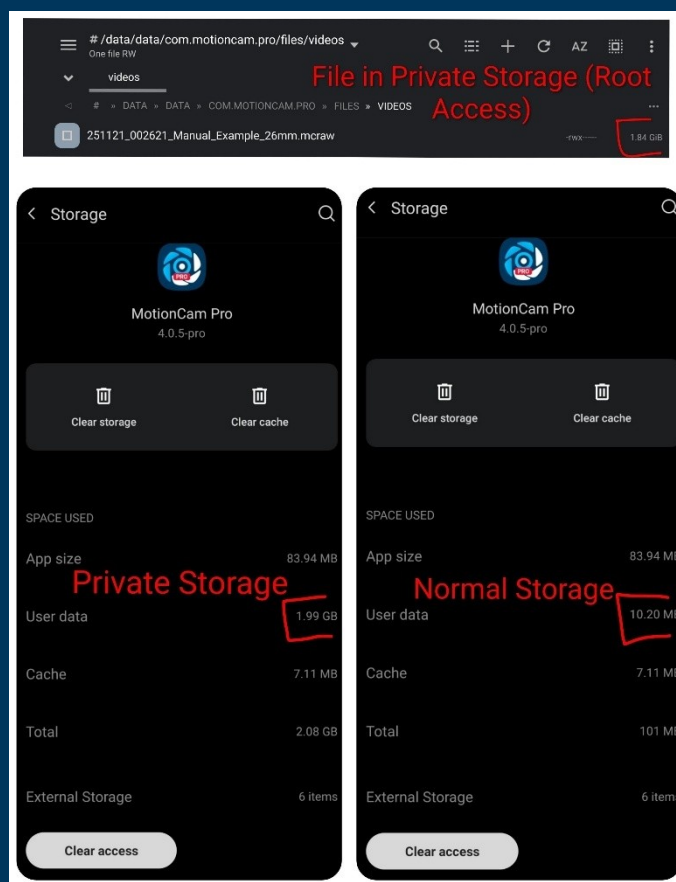 # /data/data/com.motioncam.pro/files/videos
One file RW
AZ
videos
File in Private Storage (Root Access)
# » DATA » DATA » COM.MOTIONCAM.PRO » FILES » VIDEOS
251121_002621_Manual_Example_26mm.mcraw
-rwx------
1.84 GiB
Storage
PRO
MotionCam Pro
4.0.5-pro
Clear storage
Clear cache
SPACE USED
App size
83.94 MB
Private Storage
User data
1.99 GB
Cache
7.11 MB
Total
2.08 GB
External Storage
6 items
Clear access
Storage
PRO
MotionCam Pro
4.0.5-pro
Clear storage
Clear cache
SPACE USED
App size
83.94 MB
Normal Storage
User data
10.20 MB
Cache
7.11 MB
Total
101 MB
External Storage
6 items
Clear access